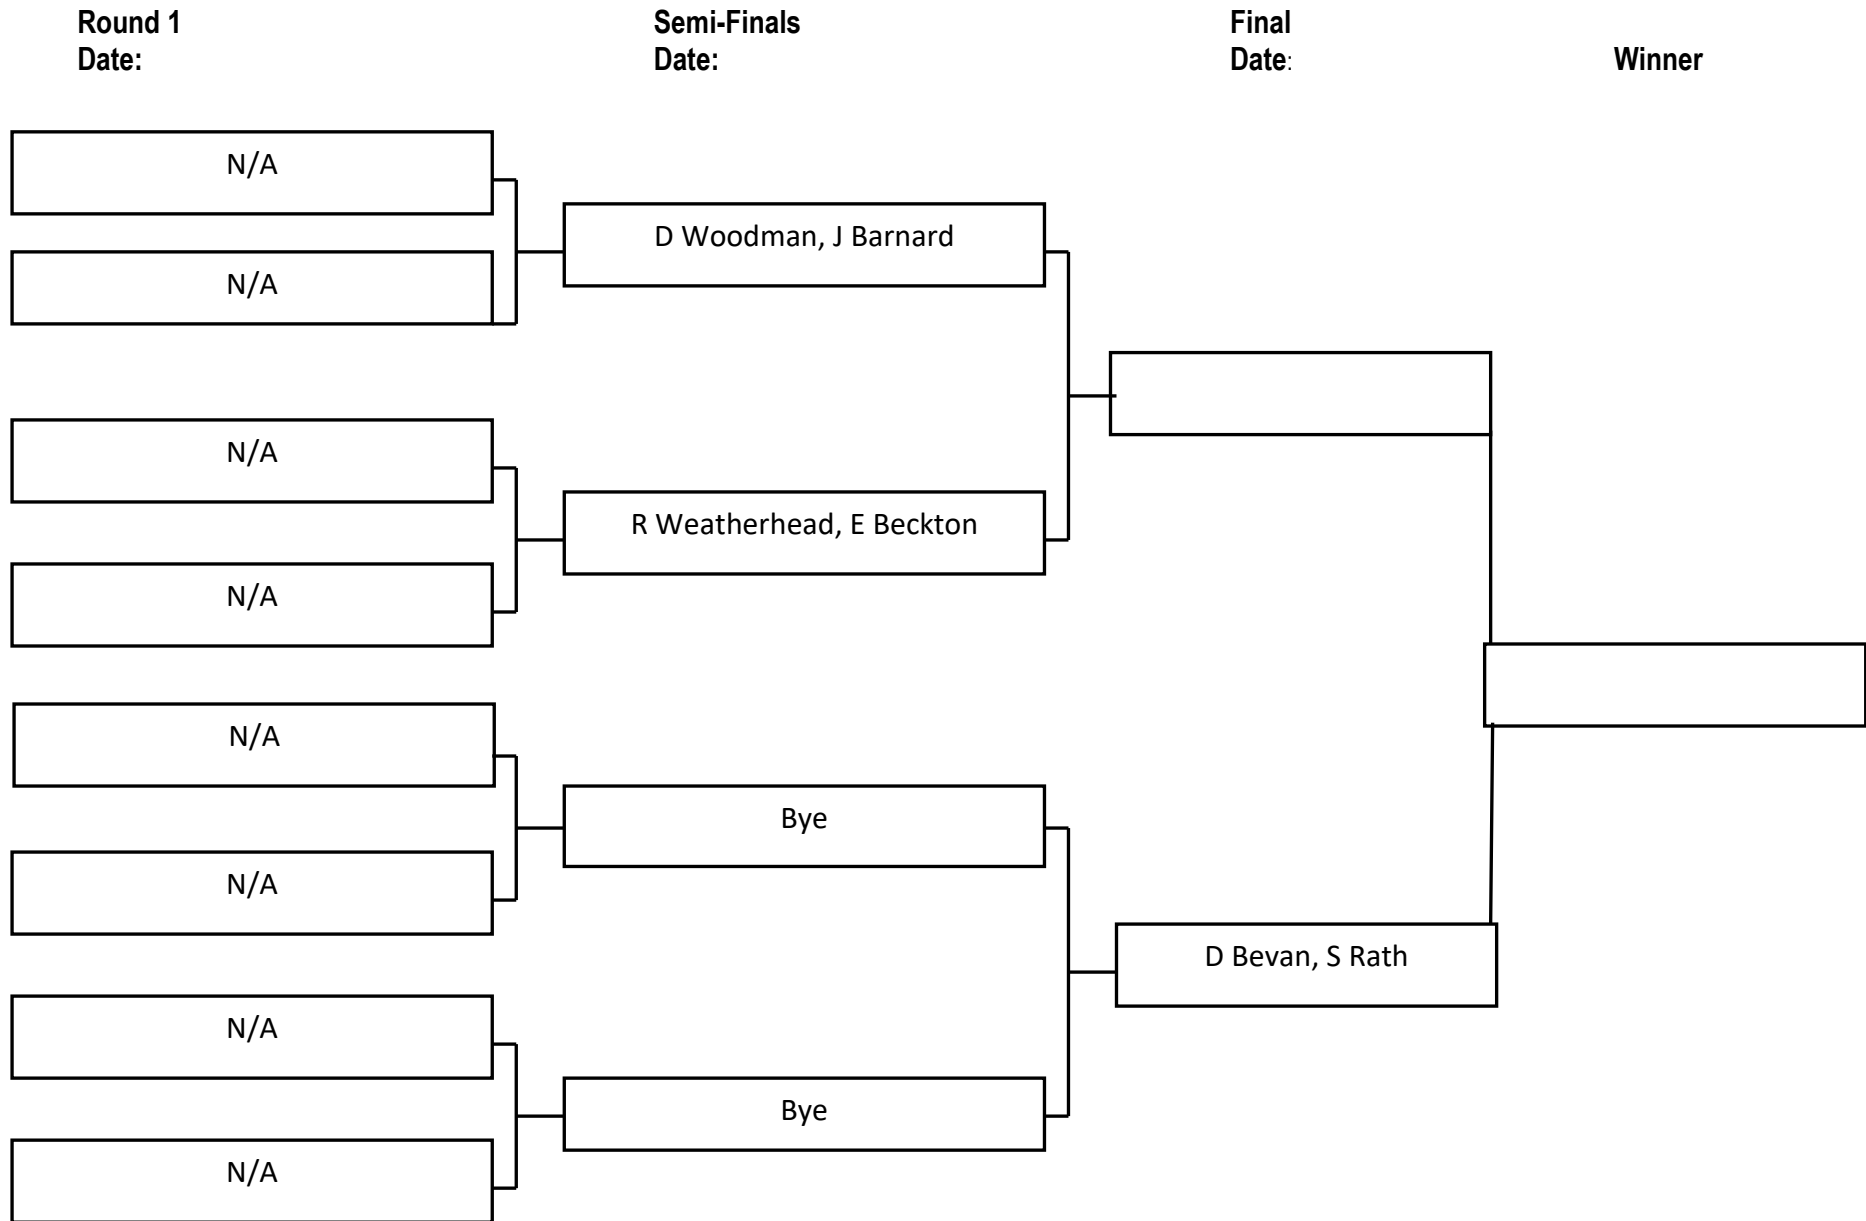 Round 1
Date:
Semi-Finals
Date:
Final
Date:
Winner
N/A
N/A
N/A
N/A
N/A
N/A
N/A
N/A
D Woodman, J Barnard
R Weatherhead, E Beckton
Bye
Bye
D Bevan, S Rath